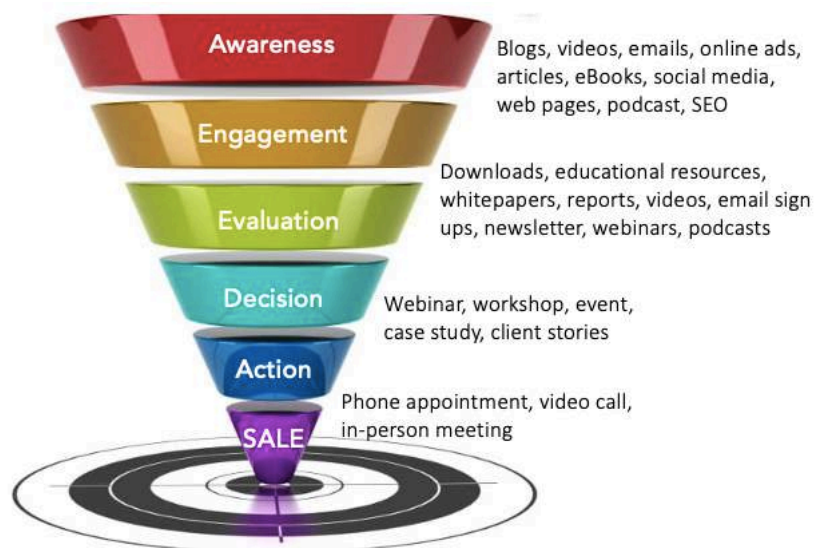 Awareness
Blogs, videos, emails, online ads,
articles, eBooks, social media,
web pages, podcast, SEO
Engagement
Downloads, educational resources,
whitepapers, reports, videos, email sign
ups, newsletter, webinars, podcasts
Evaluation
Decision
Webinar, workshop, event,
case study, client stories
Action
Phone appointment, video call,
in-person meeting
SALE